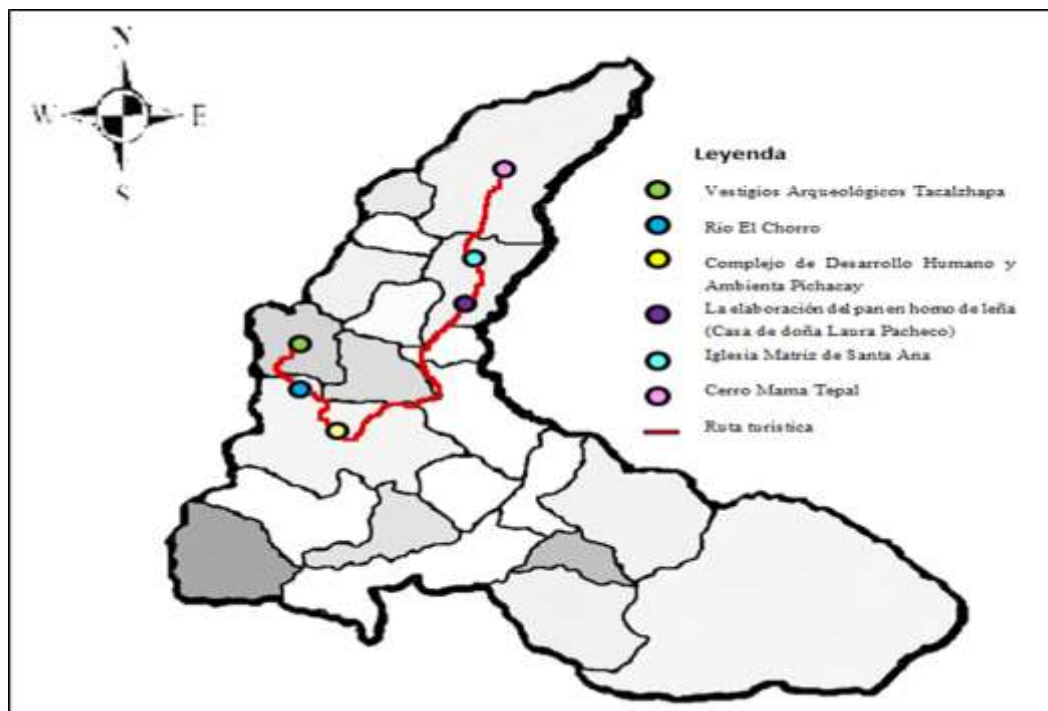 N
W E
S
Leyenda
Vestigios Arqueológicos Tacalzhapa
Río El Chorro
Complejo de Desarrollo Humano y
Ambienta Pichacay
La elaboración del pan en horno de leña
(Casa de doña Laura Pacheco)
Iglesia Matriz de Santa Ana
Cerro Mama Tepal
Ruta turística